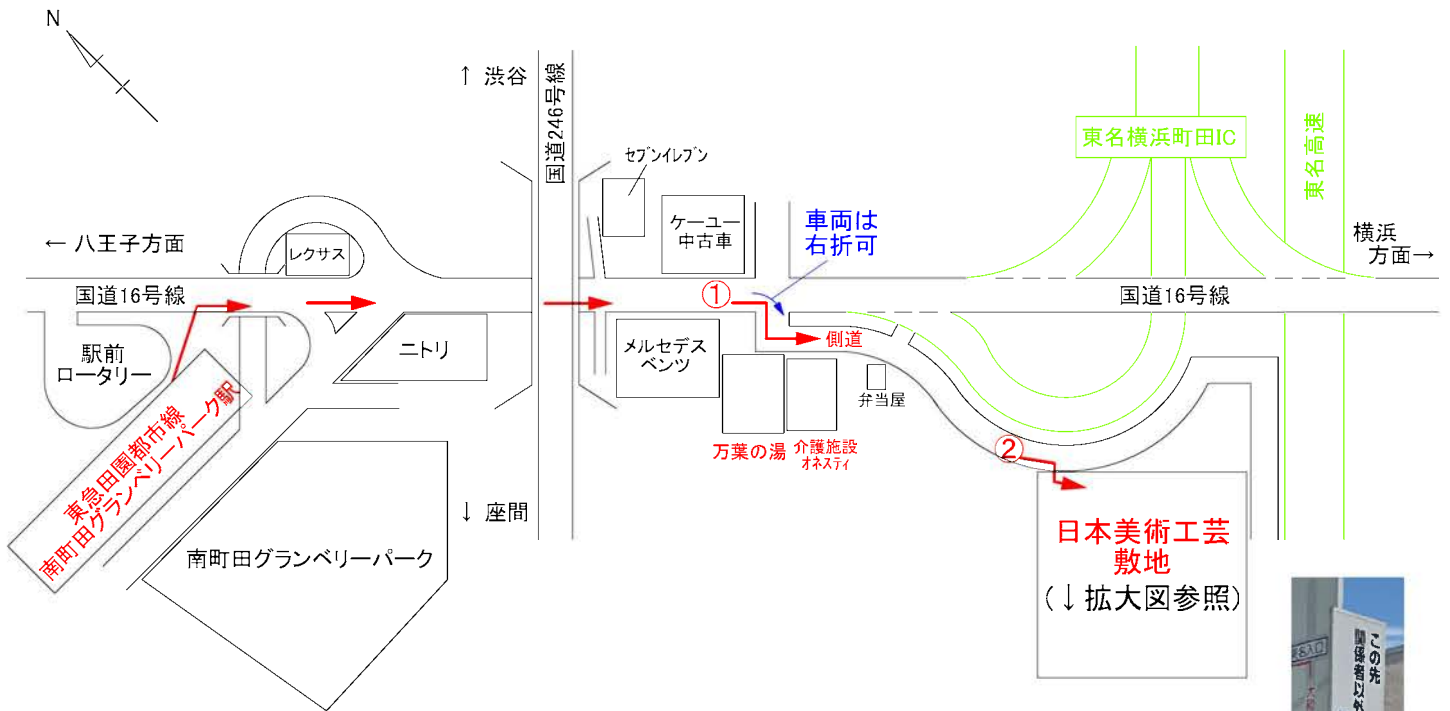 N
↑ 渋谷
国道246号線
セブンイレブン
ケーユー
中古車
車両は
右折可
東名横浜町田IC
東名高速
← 八王子方面
レクサス
横浜
方面→
国道16号線
①
国道16号線
駅前
ロータリー
ニトリ
メルセデス
ベンツ
側道
弁当屋
東急田園都市線
南町田グランベリーパーク駅
万葉の湯
介護施設
オネスティ
②
↓ 座間
南町田グランベリーパーク
日本美術工芸
敷地
(↓拡大図参照)
この先
関係者以外